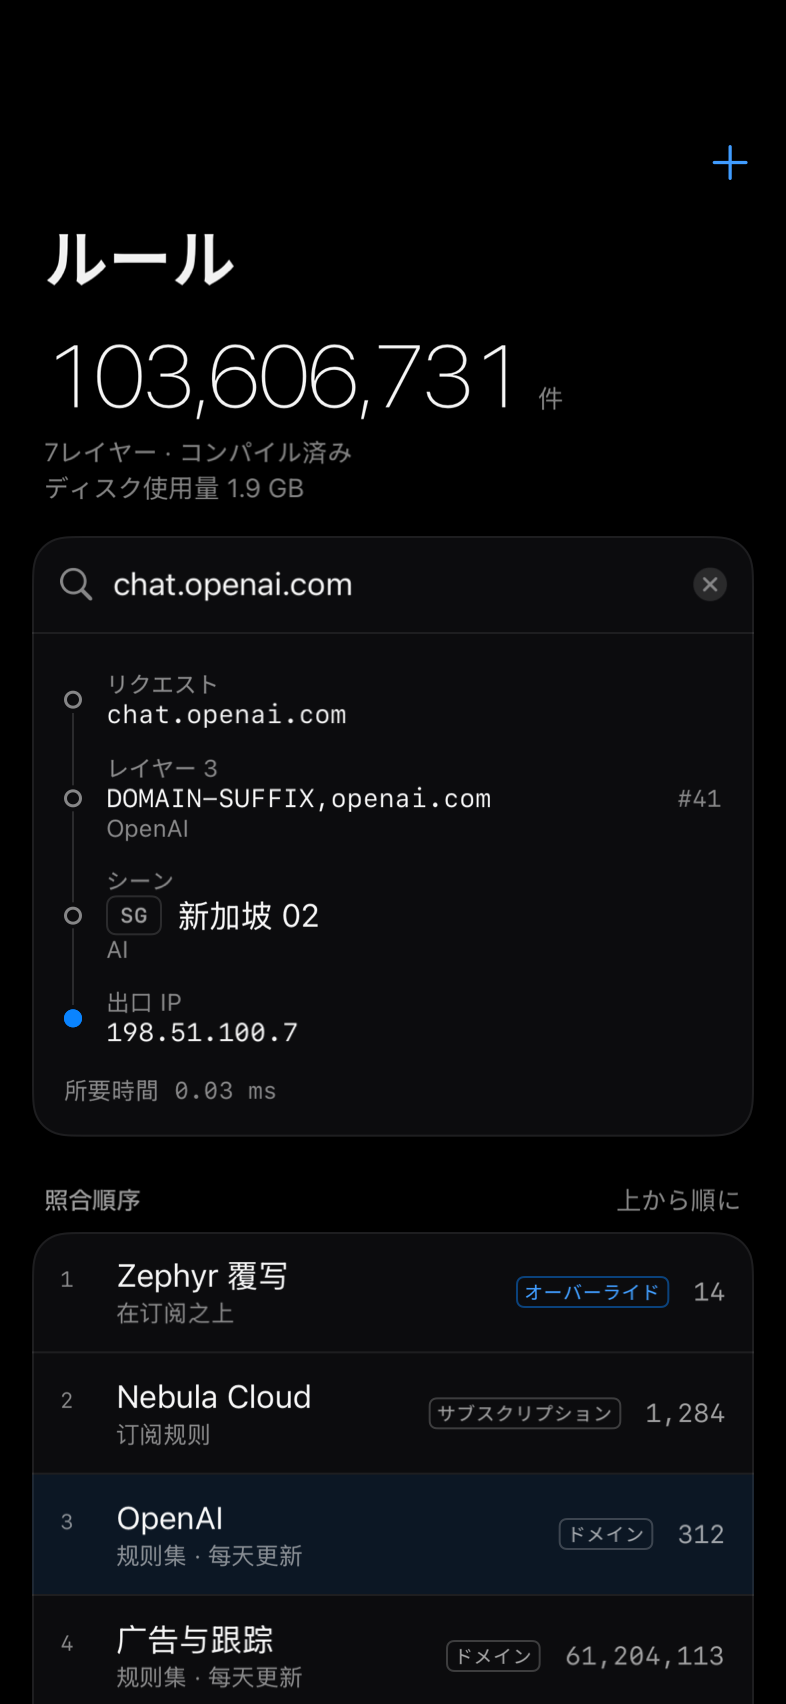 ルール
103,606,731 件
7レイヤー · コンパイル済み
ディスク使用量 1.9 GB
chat.openai.com
リクエスト
chat.openai.com
レイヤー 3
DOMAIN-SUFFIX,openai.com #41
OpenAI
シーン
SG 新加坡 02
AI
出口 IP
198.51.100.7
所要時間 0.03 ms
照合順序 上から順に
1 Zephyr 覆写 オーバーライド 14
在订阅之上
2 Nebula Cloud サブスクリプション 1,284
订阅规则
3 OpenAI ドメイン 312
规则集 · 每天更新
4 广告与跟踪 ドメイン 61,204,113
规则集 · 每天更新